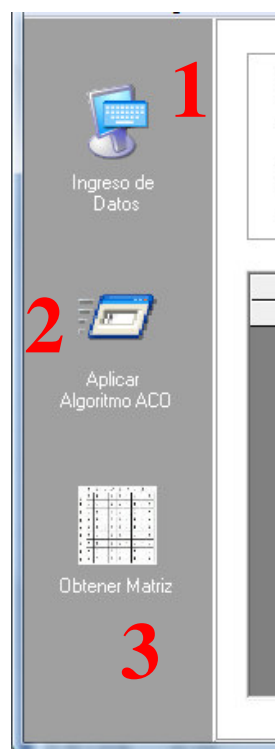 1
Ingreso de
Datos
2
Aplicar
Algoritmo ACO
Obtener Matriz
3